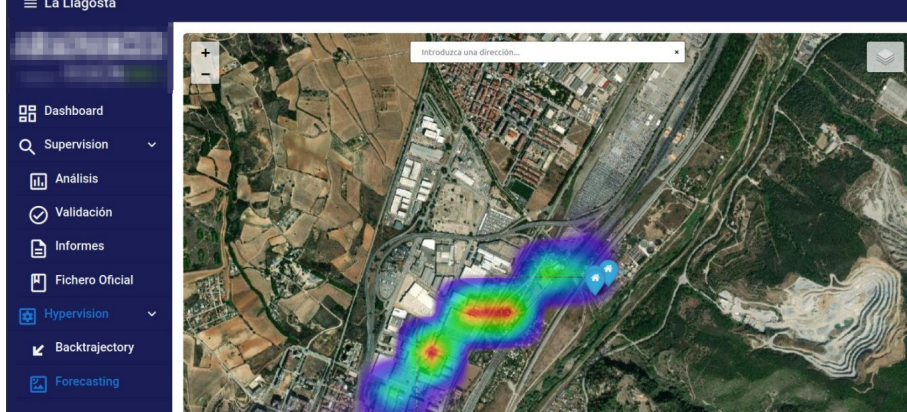 La Llagosta
Dashboard
Supervision
Análisis
Validación
Informes
Fichero Oficial
Hypervision
Backtrajectory
Forecasting
+
−
Introduzca una dirección...
×